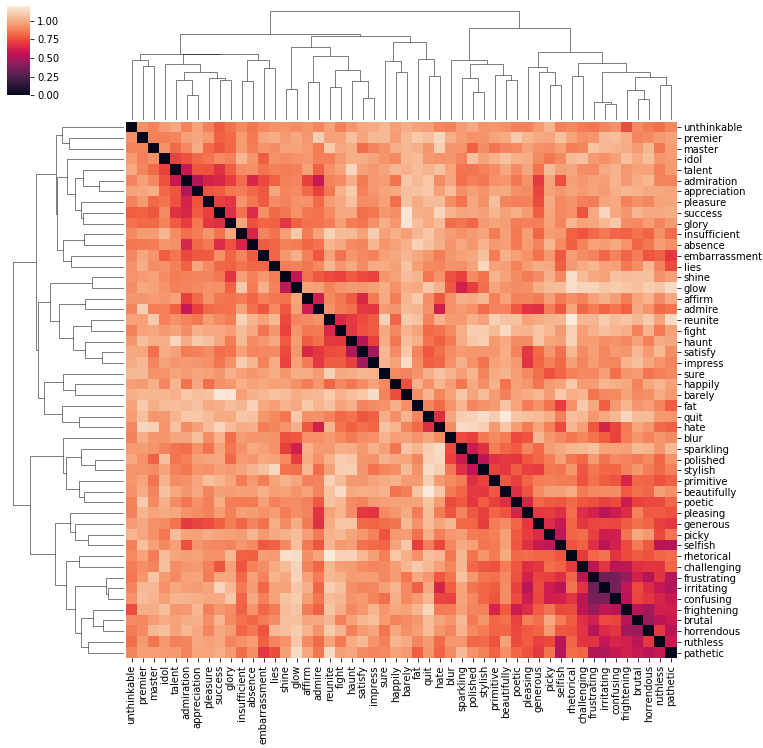 1.00
0.75
0.50
0.25
0.00
unthinkable
premier
master
idol
talent
admiration
appreciation
pleasure
success
glory
insufficient
absence
embarrassment
lies
shine
glow
affirm
admire
reunite
fight
haunt
satisfy
impress
sure
happily
barely
fat
quit
hate
blur
sparkling
polished
stylish
primitive
beautifully
poetic
pleasing
generous
picky
selfish
rhetorical
challenging
frustrating
irritating
confusing
frightening
brutal
horrendous
ruthless
pathetic
unthinkable
premier
master
idol
talent
admiration
appreciation
pleasure
success
glory
insufficient
absence
embarrassment
lies
shine
glow
affirm
admire
reunite
fight
haunt
satisfy
impress
sure
happily
barely
fat
quit
hate
blur
sparkling
polished
stylish
primitive
beautifully
poetic
pleasing
generous
picky
selfish
rhetorical
challenging
frustrating
irritating
confusing
frightening
brutal
horrendous
ruthless
pathetic